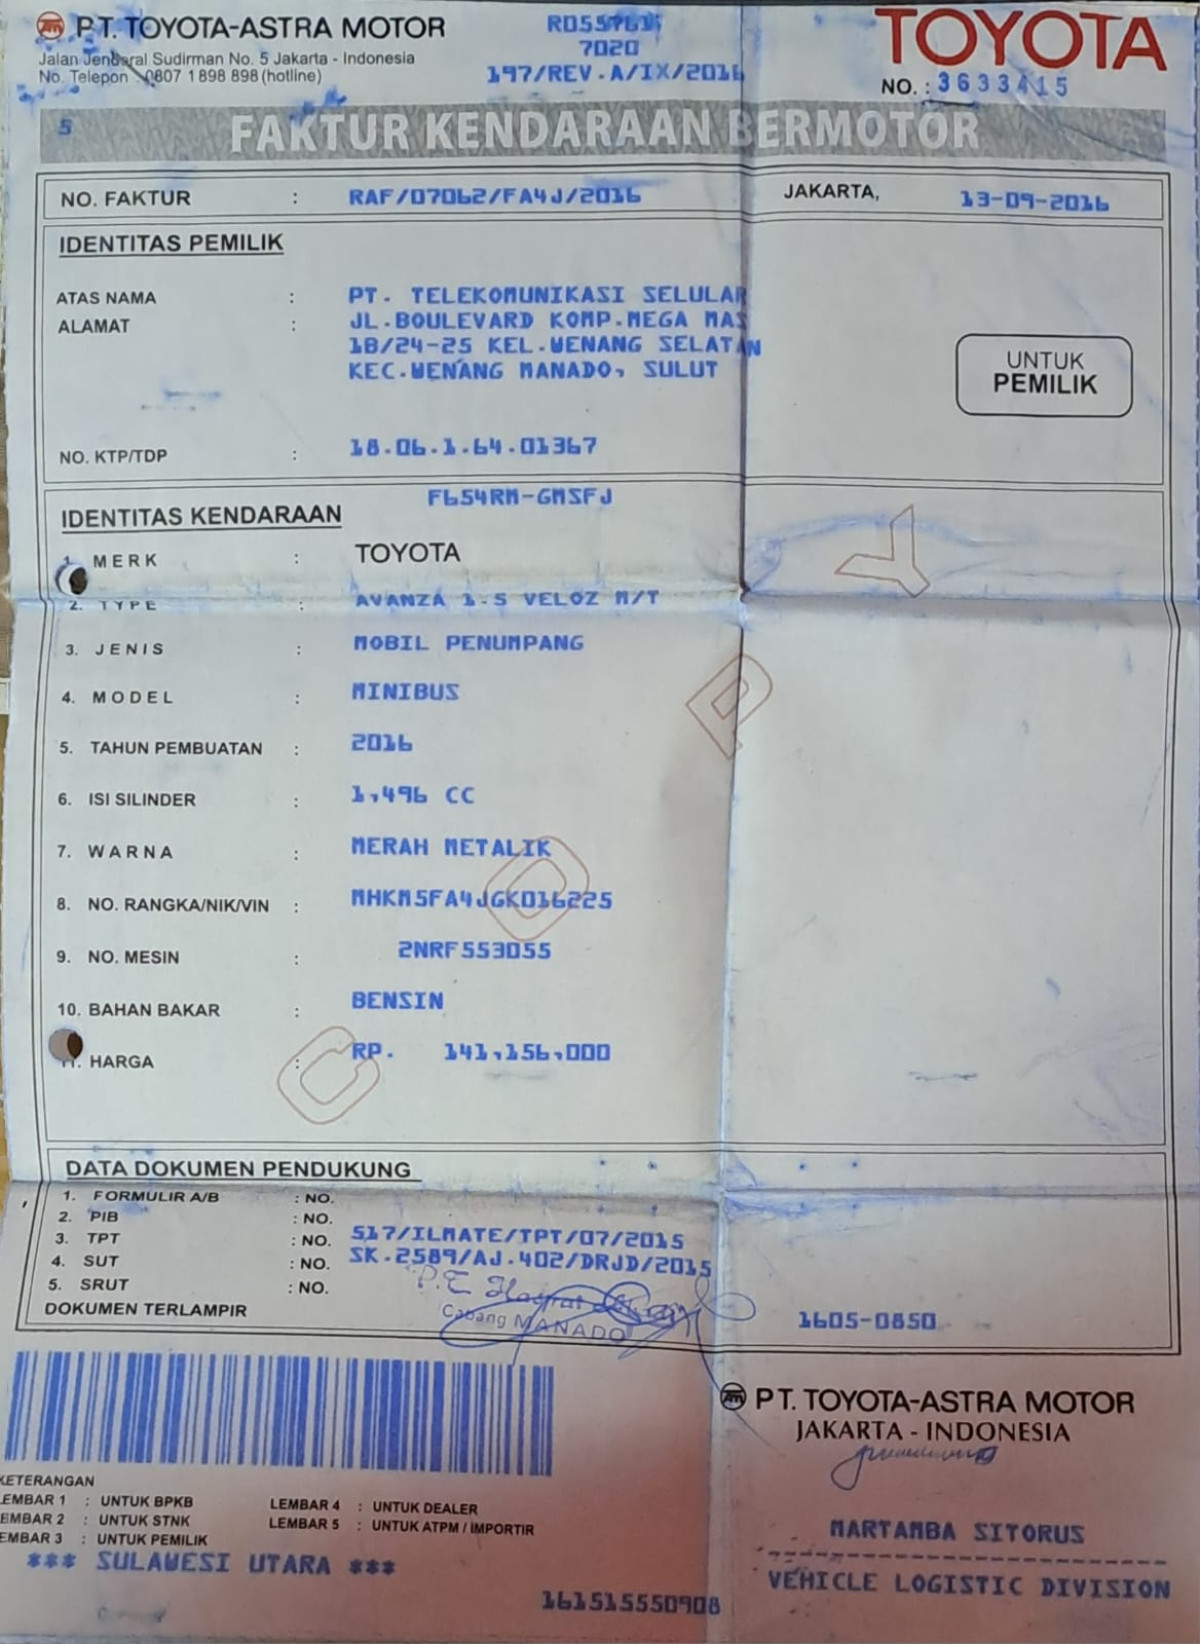 PT. TOYOTA-ASTRA MOTOR
Jalan Jenderal Sudirman No. 5 Jakarta - Indonesia
No. Telepon : 0807 1 898 898 (hotline)
7020
197/REV.A/IX/2016
TOYOTA
NO. : 3633415
5
FAKTUR KENDARAAN BERMOTOR
NO. FAKTUR : RAF/07062/FA4J/2016 JAKARTA, 13-09-2016
IDENTITAS PEMILIK
ATAS NAMA : PT. TELEKOMUNIKASI SELULAR
ALAMAT : JL.BOULEVARD KOMP.MEGA MAS
1B/24-25 KEL.WENANG SELATAN
KEC.WENANG MANADO, SULUT
UNTUK
PEMILIK
NO. KTP/TDP : 18.06.1.64.01367
IDENTITAS KENDARAAN F654RM-GMSFJ
1. MERK : TOYOTA
2. TYPE : AVANZA 1.5 VELOZ M/T
3. JENIS : MOBIL PENUMPANG
4. MODEL : MINIBUS
5. TAHUN PEMBUATAN : 2016
6. ISI SILINDER : 1,496 CC
7. WARNA : MERAH METALIK
8. NO. RANGKA/NIK/VIN : MHKM5FA4JGK016225
9. NO. MESIN : 2NRF553055
10. BAHAN BAKAR : BENSIN
11. HARGA : RP. 141,156,000
COPY
DATA DOKUMEN PENDUKUNG
1. FORMULIR A/B : NO.
2. PIB : NO.
3. TPT : NO. 517/ILMATE/TPT/07/2015
4. SUT : NO. SK.2589/AJ.402/DRJD/2015
5. SRUT : NO.
DOKUMEN TERLAMPIR 1605-0850
Cabang MANADO
PT. TOYOTA-ASTRA MOTOR
JAKARTA - INDONESIA
KETERANGAN
LEMBAR 1 : UNTUK BPKB LEMBAR 4 : UNTUK DEALER
LEMBAR 2 : UNTUK STNK LEMBAR 5 : UNTUK ATPM / IMPORTIR
LEMBAR 3 : UNTUK PEMILIK
*** SULAWESI UTARA ***
MARTAMBA SITORUS
VEHICLE LOGISTIC DIVISION
161515550908